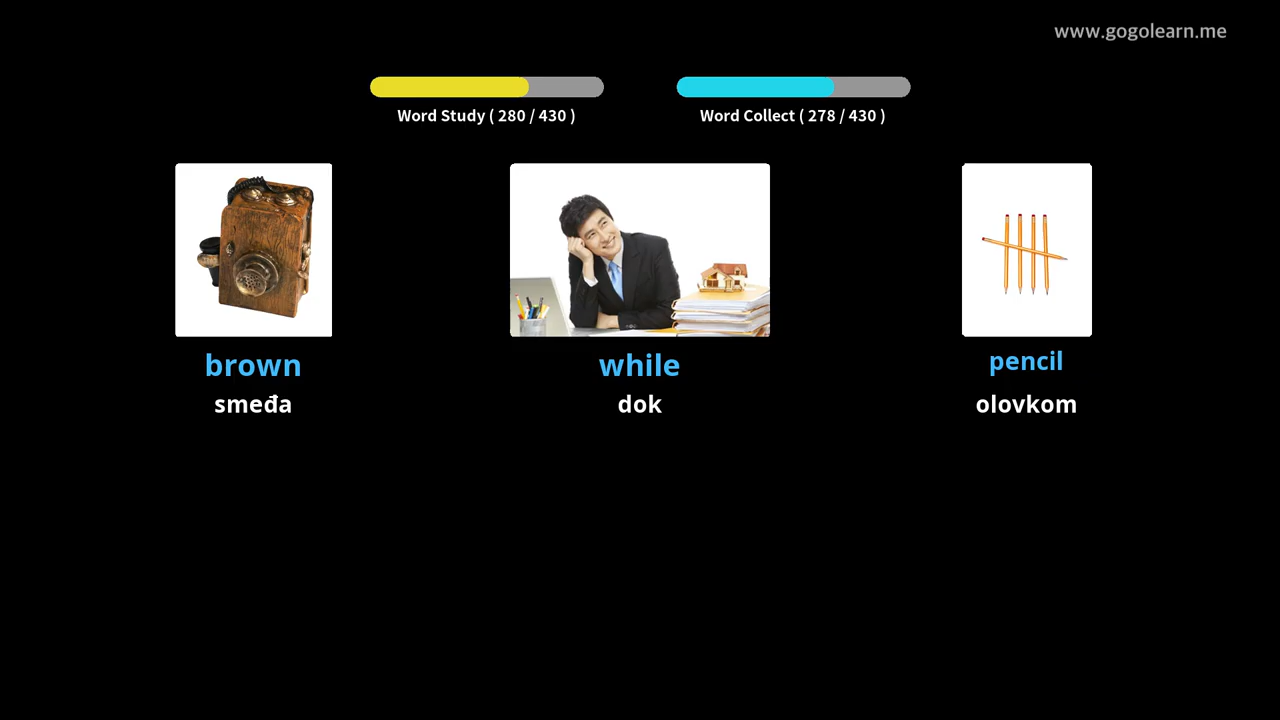 www.gogolearn.me
Word Study ( 280 / 430 )
Word Collect ( 278 / 430 )
brown
while
pencil
smeđa
dok
olovkom